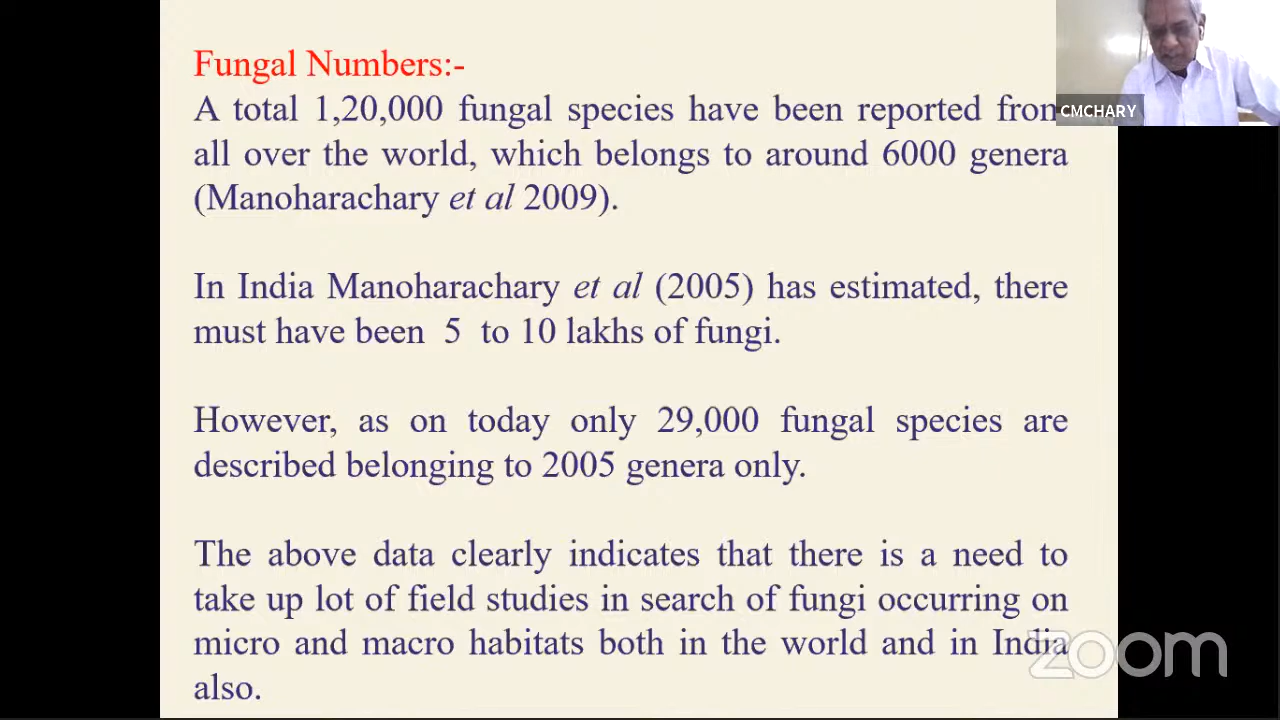 Fungal Numbers:-
A total 1,20,000 fungal species have been reported from
all over the world, which belongs to around 6000 genera
(Manoharachary et al 2009).
In India Manoharachary et al (2005) has estimated, there
must have been 5 to 10 lakhs of fungi.
However, as on today only 29,000 fungal species are
described belonging to 2005 genera only.
The above data clearly indicates that there is a need to
take up lot of field studies in search of fungi occurring on
micro and macro habitats both in the world and in India
also.
CMCHARY
zoom